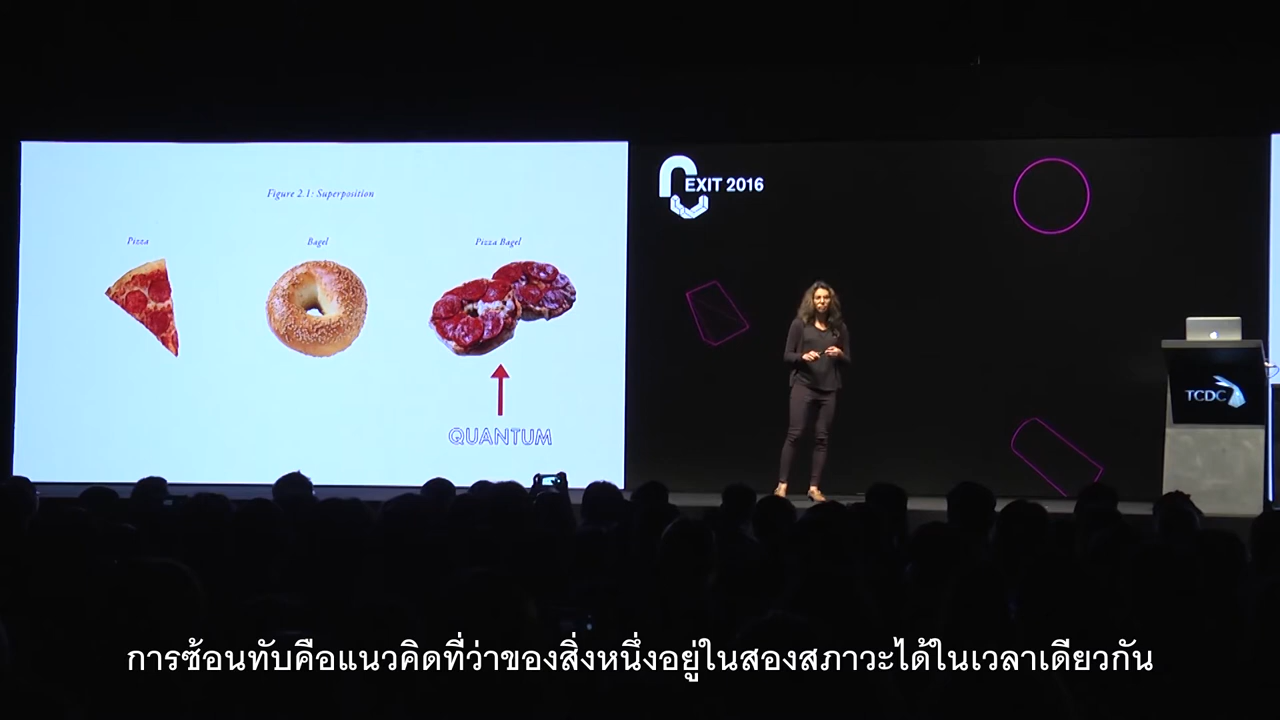 Figure 2.1: Superposition
Pizza
Bagel
Pizza Bagel
QUANTUM
EXIT 2016
TCDC
การซ้อนทับคือแนวคิดที่ว่าของสิ่งหนึ่งอยู่ในสองสภาวะได้ในเวลาเดียวกัน